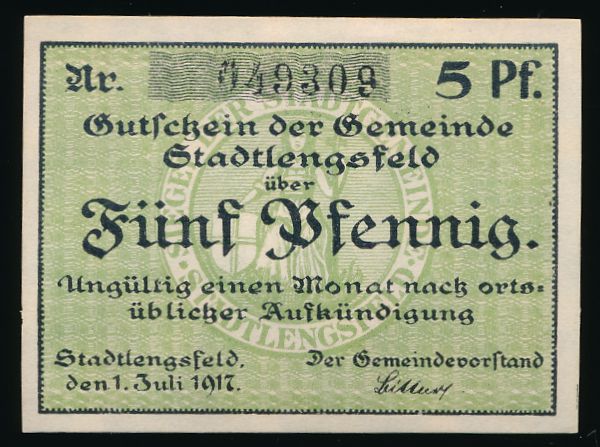 Nr. 049309 5 Pf.
Gutschein der Gemeinde
Stadtlengsfeld
über
Fünf Pfennig.
Ungültig einen Monat nach orts=
üblicher Aufkündigung
Stadtlengsfeld, Der Gemeindevorstand
den 1. Juli 1917.